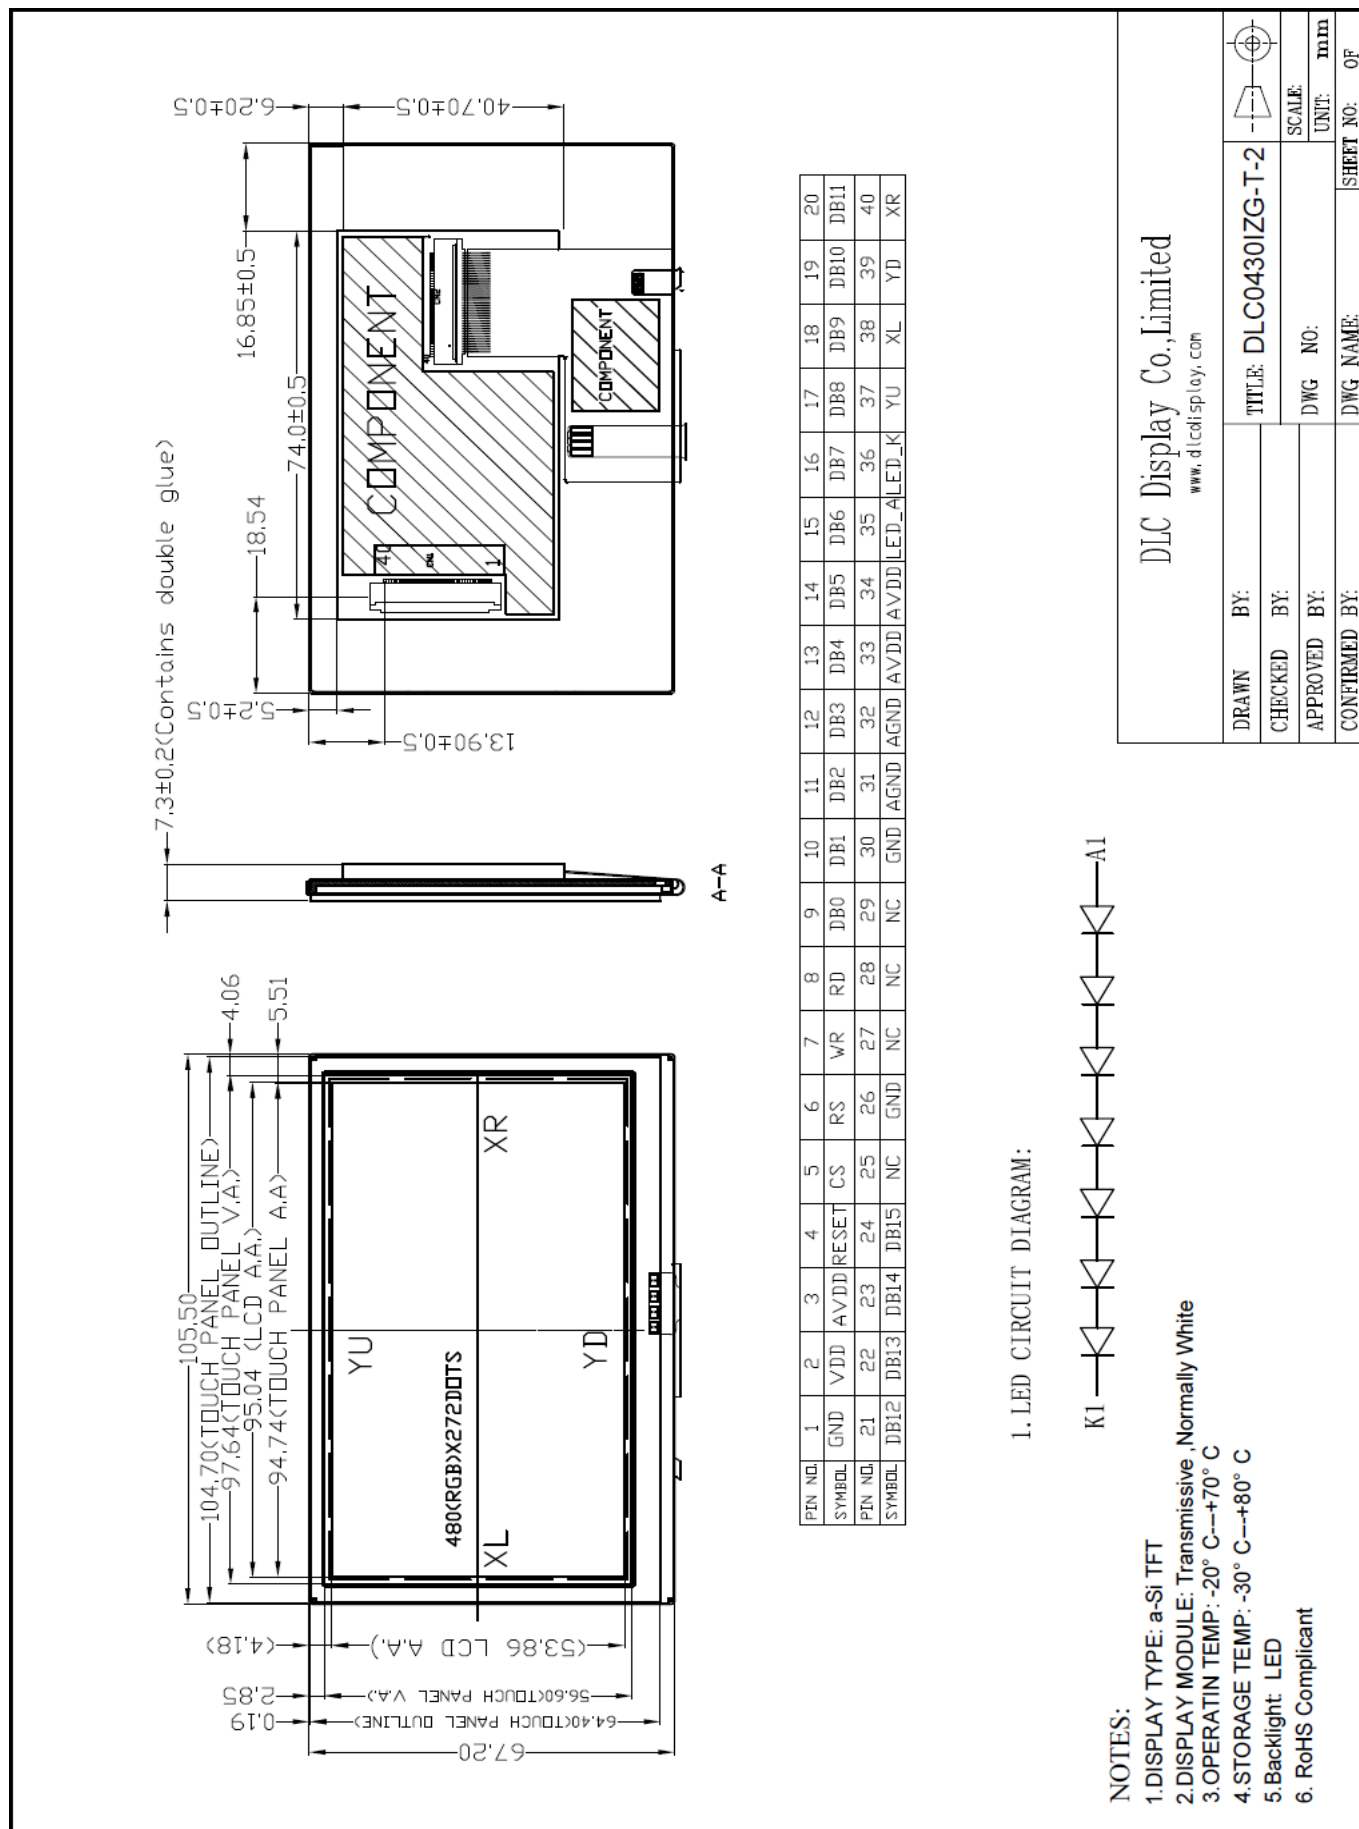 105.50
104.70(TOUCH PANEL OUTLINE)
97.64(TOUCH PANEL V.A.)
4.06
95.04 (LCD A.A.)
94.74(TOUCH PANEL A.A)
5.51
(4.18)
(53.86 LCD A.A.)
2.85
56.60(TOUCH PANEL V.A.)
0.19
64.40(TOUCH PANEL OUTLINE)
67.20
YU
XR
480(RGB)X272DOTS
XL
YD
7.3±0.2(Contains double glue)
A-A
6.20±0.5
40.70±0.5
16.85±0.5
74.0±0.5
18.54
5.2±0.5
13.90±0.5
COMPONENT
40
CN1
1
40
CN2
COMPONENT
PIN NO. 1 2 3 4 5 6 7 8 9 10 11 12 13 14 15 16 17 18 19 20
SYMBOL GND VDD AVDD RESET CS RS WR RD DB0 DB1 DB2 DB3 DB4 DB5 DB6 DB7 DB8 DB9 DB10 DB11
PIN NO. 21 22 23 24 25 26 27 28 29 30 31 32 33 34 35 36 37 38 39 40
SYMBOL DB12 DB13 DB14 DB15 NC GND NC NC NC GND AGND AGND AVDD AVDD LED_A LED_K YU XL YD XR
1.LED CIRCUIT DIAGRAM:
K1
A1
NOTES:
1.DISPLAY TYPE: a-Si TFT
2.DISPLAY MODULE: Transmissive ,Normally White
3.OPERATIN TEMP: -20° C---+70° C
4.STORAGE TEMP: -30° C---+80° C
5.Backlight: LED
6. RoHS Complicant
DLC Display Co.,Limited
www.dlcdisplay.com
DRAWN BY:
TITLE: DLC0430IZG-T-2
CHECKED BY:
SCALE:
APPROVED BY:
DWG NO:
UNIT: mm
CONFIRMED BY:
DWG NAME:
SHEET NO: OF